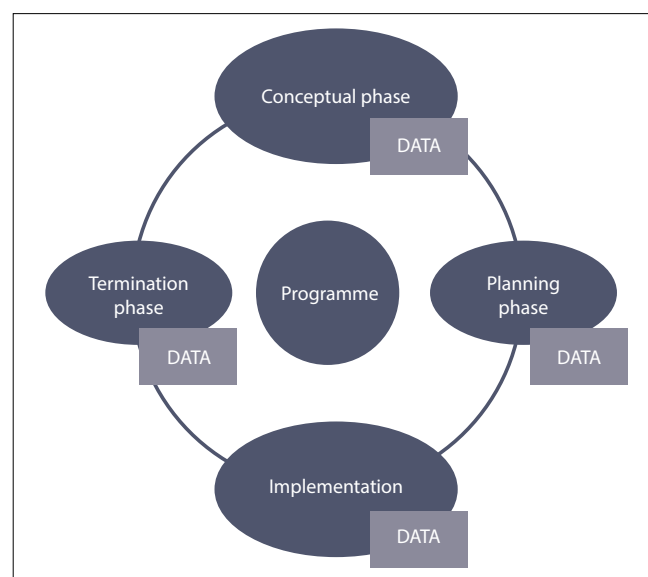 Conceptual phase
DATA
Termination
phase
DATA
Programme
Planning
phase
DATA
Implementation
DATA